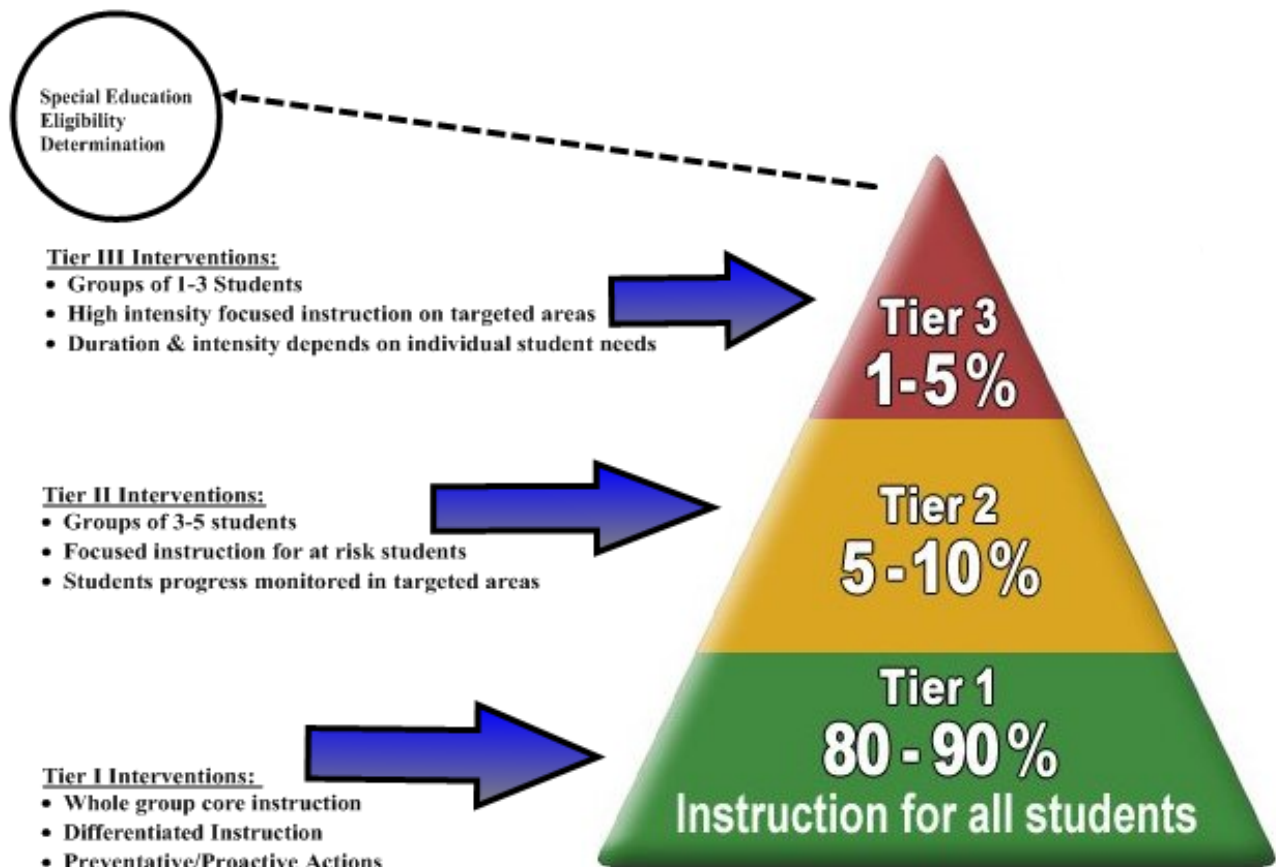 Special Education
Eligibility
Determination
Tier III Interventions:
• Groups of 1-3 Students
• High intensity focused instruction on targeted areas
• Duration & intensity depends on individual student needs
Tier 3
1-5%
Tier II Interventions:
• Groups of 3-5 students
• Focused instruction for at risk students
• Students progress monitored in targeted areas
Tier 2
5-10%
Tier I Interventions:
• Whole group core instruction
• Differentiated Instruction
• Preventative/Proactive Actions
Tier 1
80-90%
Instruction for all students